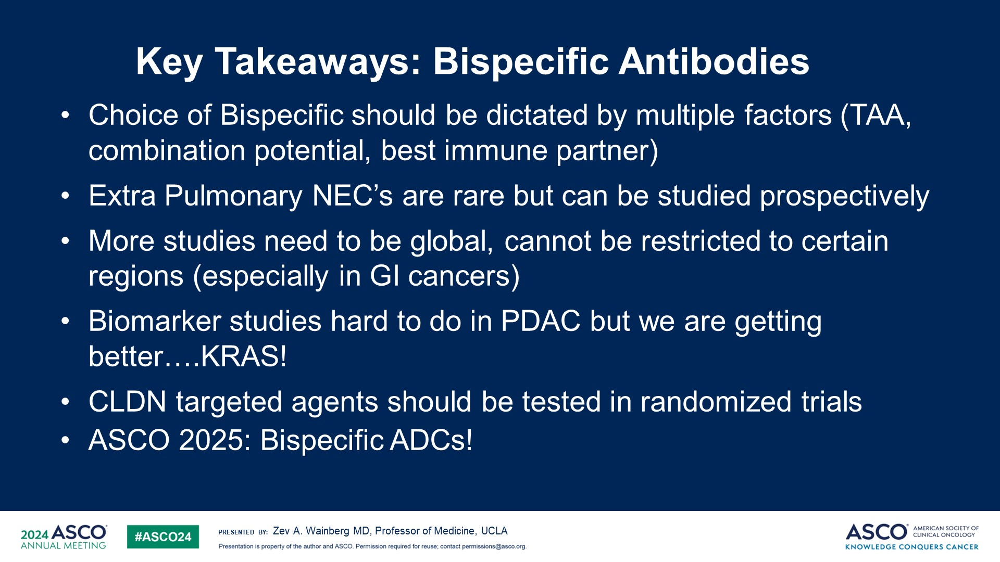 Key Takeaways: Bispecific Antibodies
• Choice of Bispecific should be dictated by multiple factors (TAA,
combination potential, best immune partner)
• Extra Pulmonary NEC’s are rare but can be studied prospectively
• More studies need to be global, cannot be restricted to certain
regions (especially in GI cancers)
• Biomarker studies hard to do in PDAC but we are getting
better….KRAS!
• CLDN targeted agents should be tested in randomized trials
• ASCO 2025: Bispecific ADCs!
2024 ASCO®
ANNUAL MEETING
#ASCO24
PRESENTED BY: Zev A. Wainberg MD, Professor of Medicine, UCLA
Presentation is property of the author and ASCO. Permission required for reuse; contact permissions@asco.org.
ASCO® AMERICAN SOCIETY OF
CLINICAL ONCOLOGY
KNOWLEDGE CONQUERS CANCER